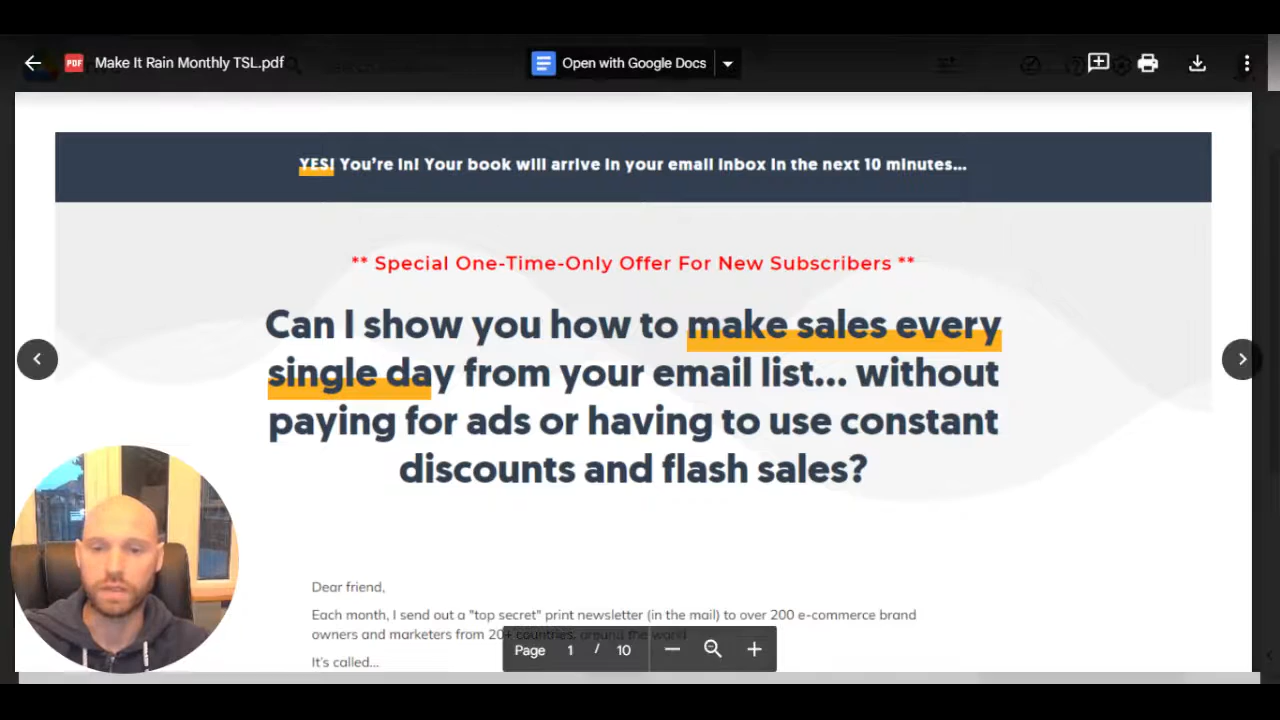 Make It Rain Monthly TSL.pdf
Open with Google Docs
YES! You're in! Your book will arrive in your email inbox in the next 10 minutes...
** Special One-Time-Only Offer For New Subscribers **
Can I show you how to make sales every
single day from your email list... without
paying for ads or having to use constant
discounts and flash sales?
Dear friend,
Each month, I send out a "top secret" print newsletter (in the mail) to over 200 e-commerce brand
owners and marketers from 20+ countries, around the world
It's called...
Page 1 / 10